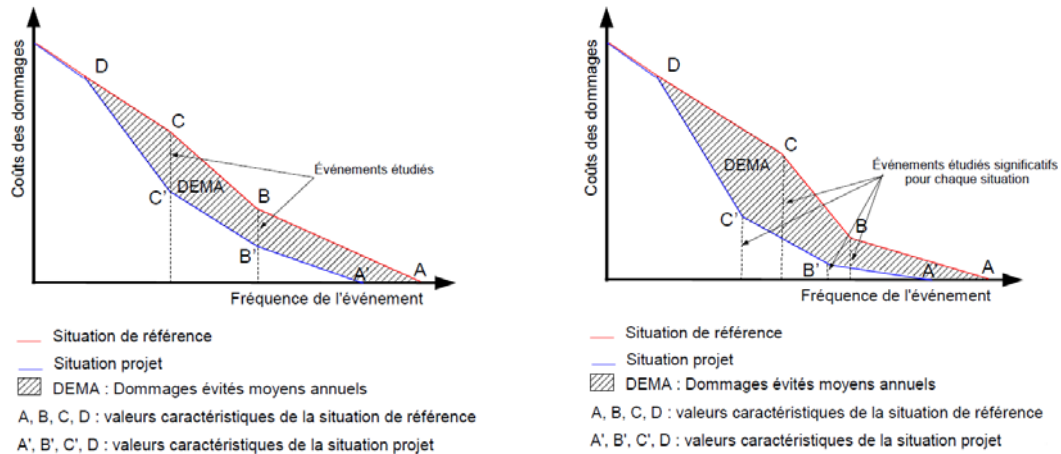 Coûts des dommages
D
C
Événements étudiés
DEMA
C'
B
B'
A'
A
Fréquence de l'événement
Situation de référence
Situation projet
DEMA : Dommages évités moyens annuels
A, B, C, D : valeurs caractéristiques de la situation de référence
A', B', C', D : valeurs caractéristiques de la situation projet
Coûts des dommages
D
C
DEMA
Événements étudiés significatifs
pour chaque situation
C'
B
B'
A'
A
Fréquence de l'événement
Situation de référence
Situation projet
DEMA : Dommages évités moyens annuels
A, B, C, D : valeurs caractéristiques de la situation de référence
A', B', C', D : valeurs caractéristiques de la situation projet